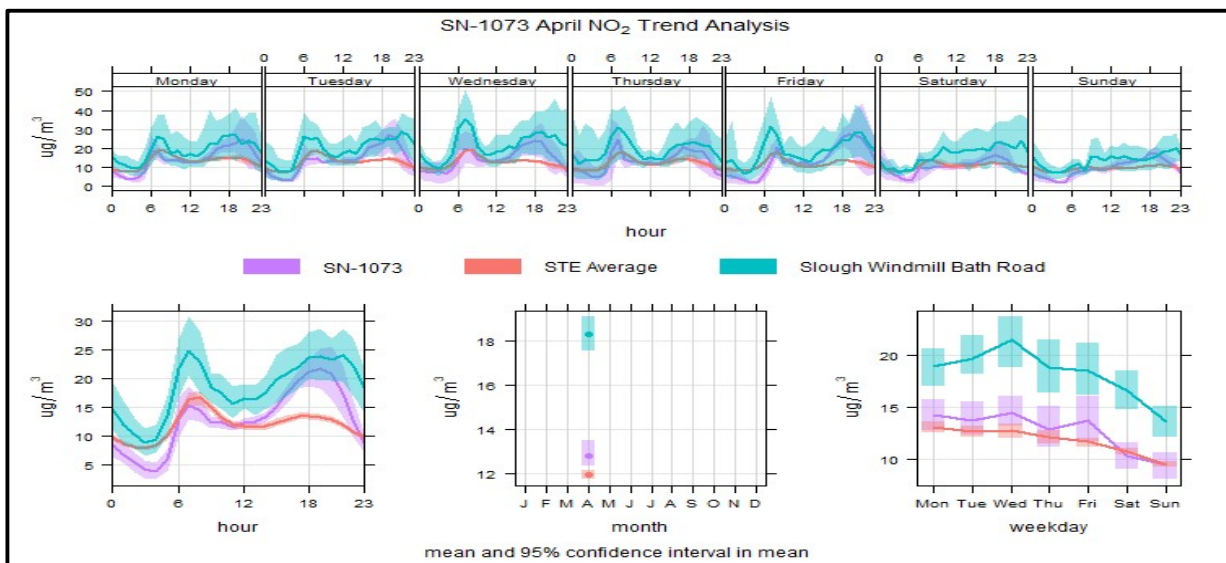 SN-1073 April NO₂ Trend Analysis
0 6 12 18 23 0 6 12 18 23 0 6 12 18 23
Monday Tuesday Wednesday Thursday Friday Saturday Sunday
ug/m³
50
40
30
20
10
0
0 6 12 18 23 0 6 12 18 23 0 6 12 18 23 0 6 12 18 23
hour
SN-1073 STE Average Slough Windmill Bath Road
ug/m³
30
25
20
15
10
5
0 6 12 18 23
hour
ug/m³
18
16
14
12
J F M A M J J A S O N D
month
ug/m³
20
15
10
Mon Tue Wed Thu Fri Sat Sun
weekday
mean and 95% confidence interval in mean